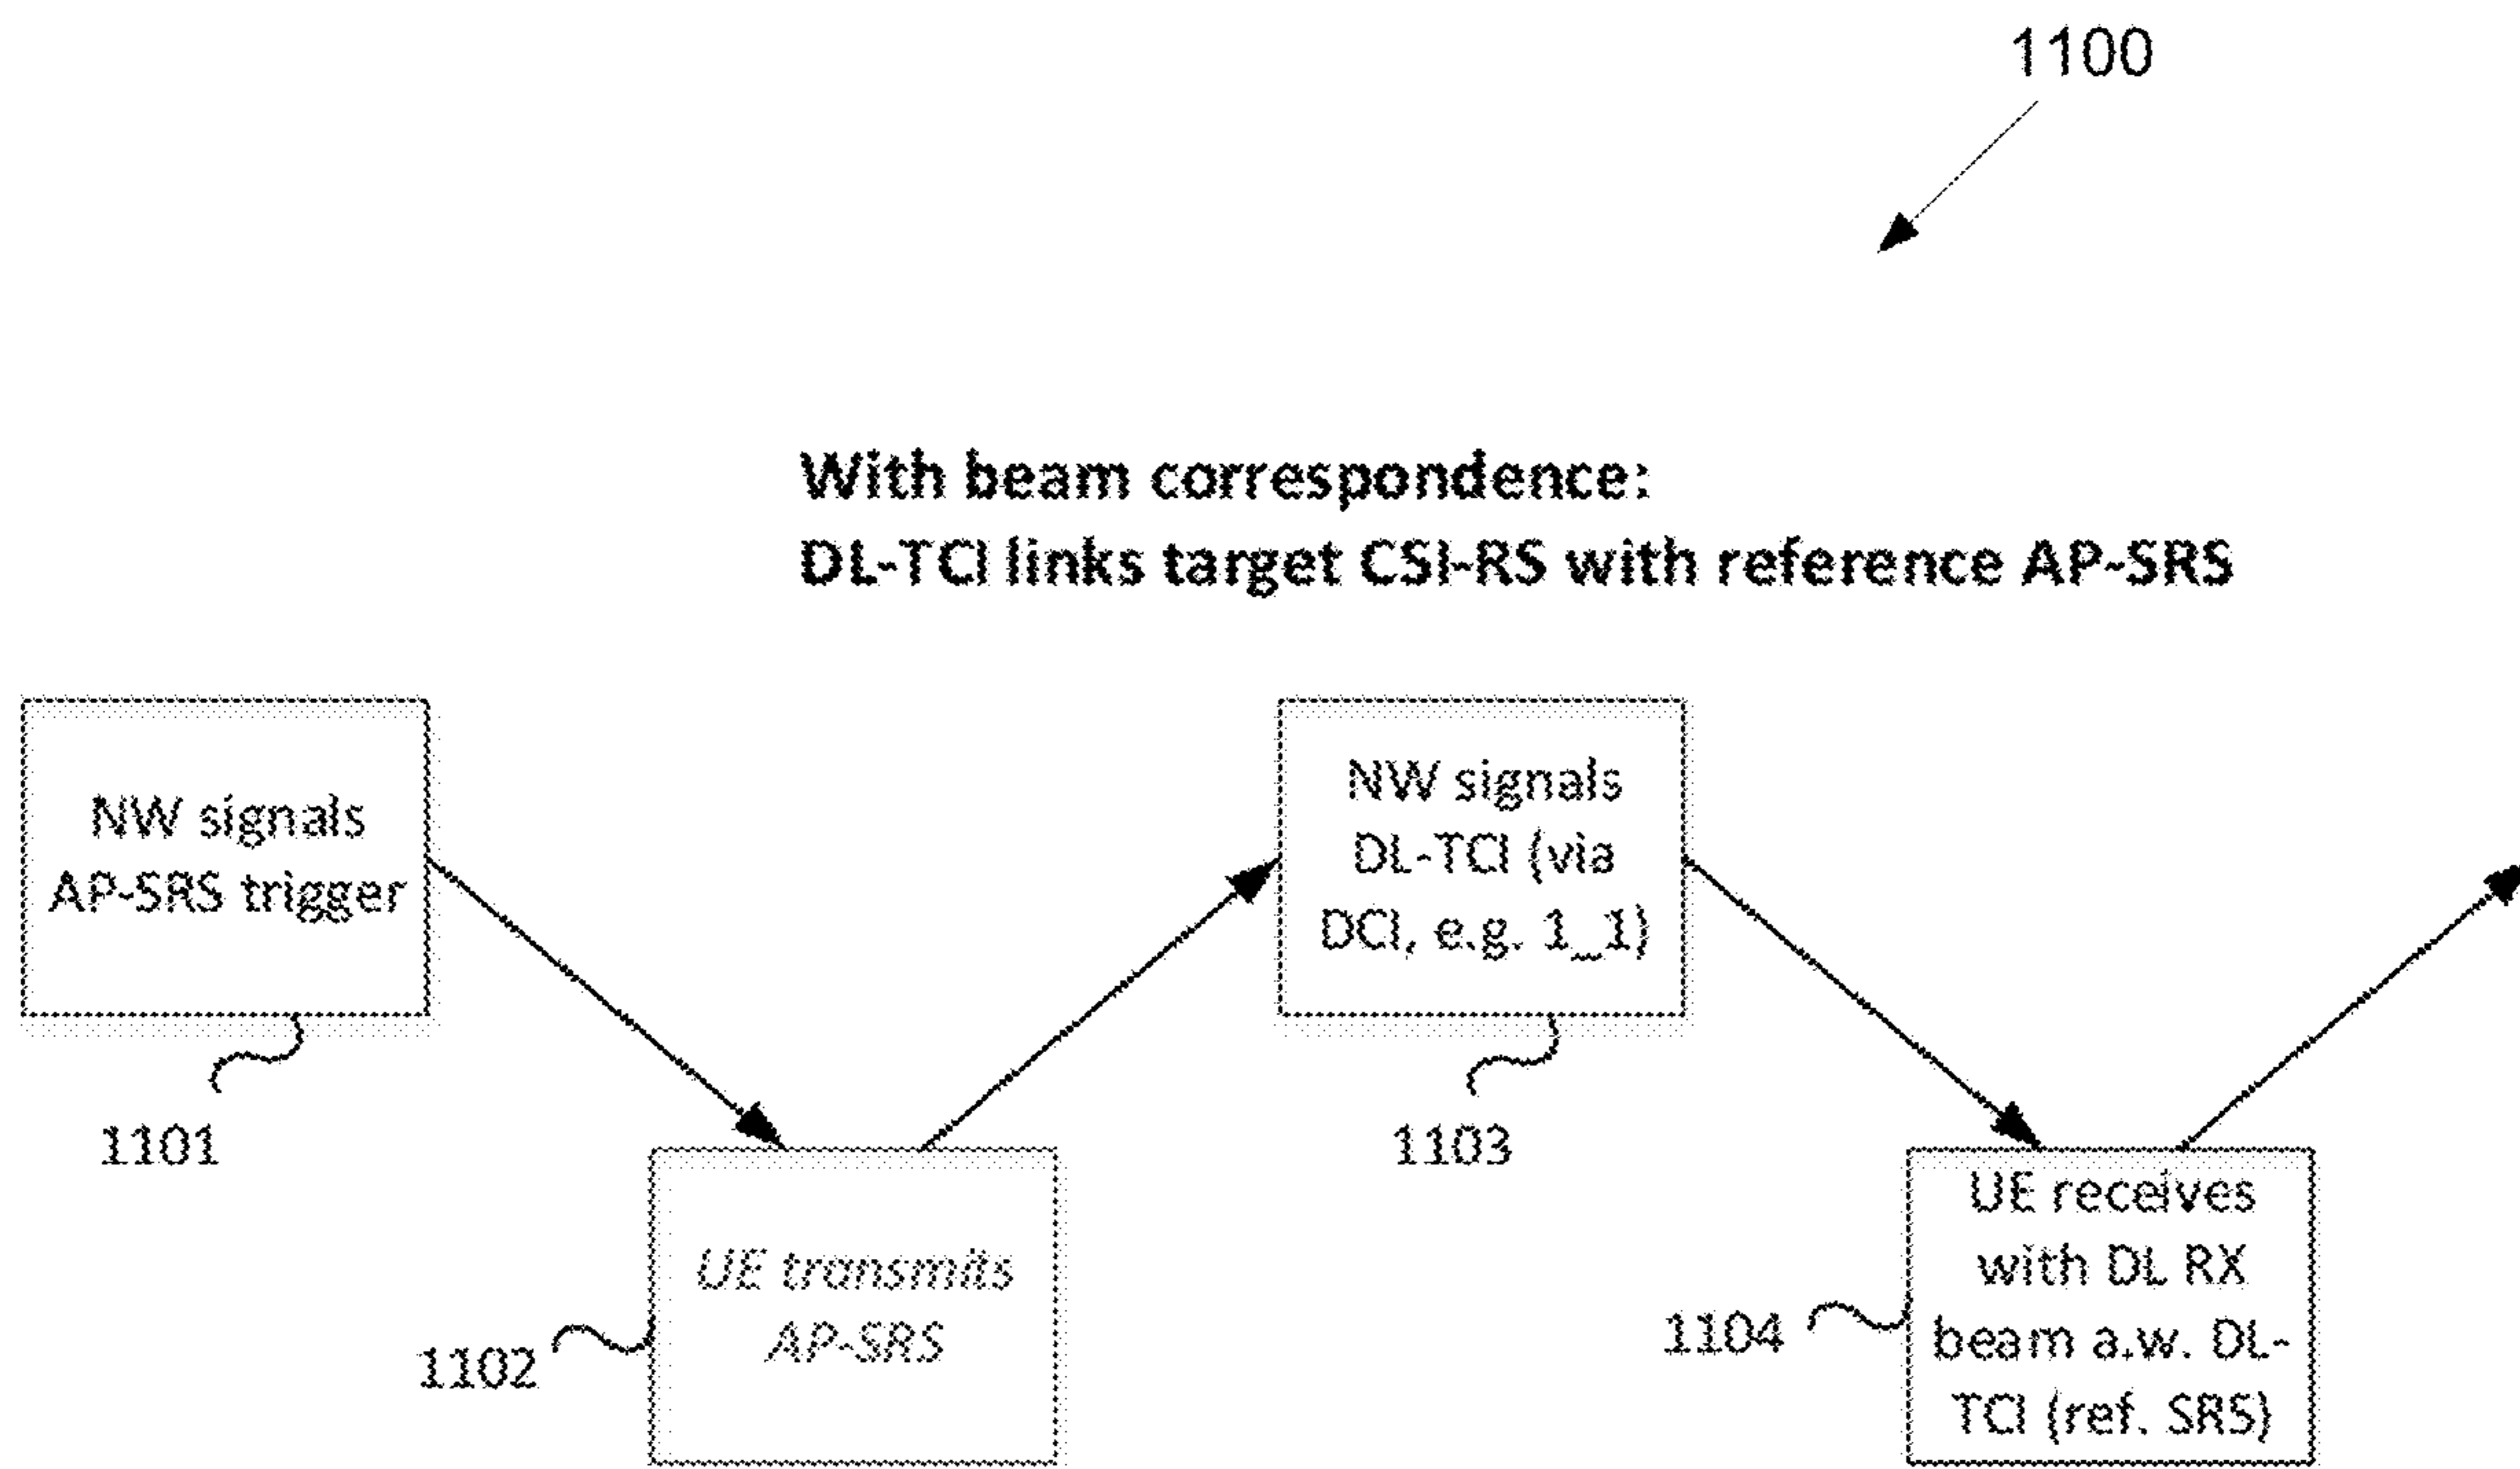 1100
With beam correspondence:
DL-TCI links target CSI-RS with reference AP-SRS
NW signals
AP-SRS trigger
1101
UE transmits
AP-SRS
1102
NW signals
DL-TCI (via
DCI, e.g. 1_1)
1103
UE receives
with DL RX
beam a.w. DL-
TCI (ref. SRS)
1104